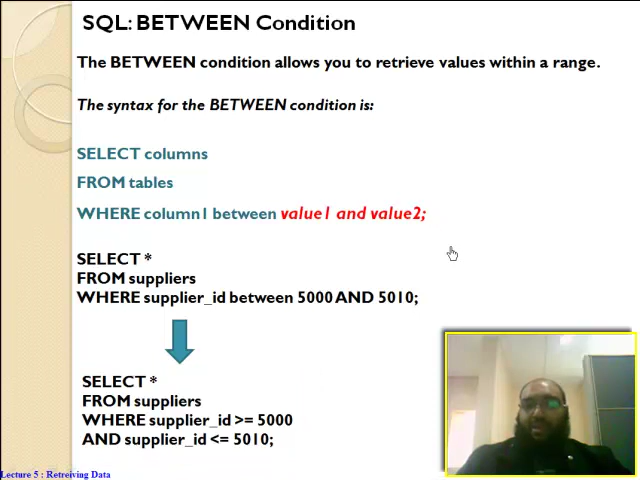 SQL: BETWEEN Condition
The BETWEEN condition allows you to retrieve values within a range.
The syntax for the BETWEEN condition is:
SELECT columns
FROM tables
WHERE column1 between value1 and value2;
SELECT *
FROM suppliers
WHERE supplier_id between 5000 AND 5010;
SELECT *
FROM suppliers
WHERE supplier_id >= 5000
AND supplier_id <= 5010;
Lecture 5 : Retreiving Data